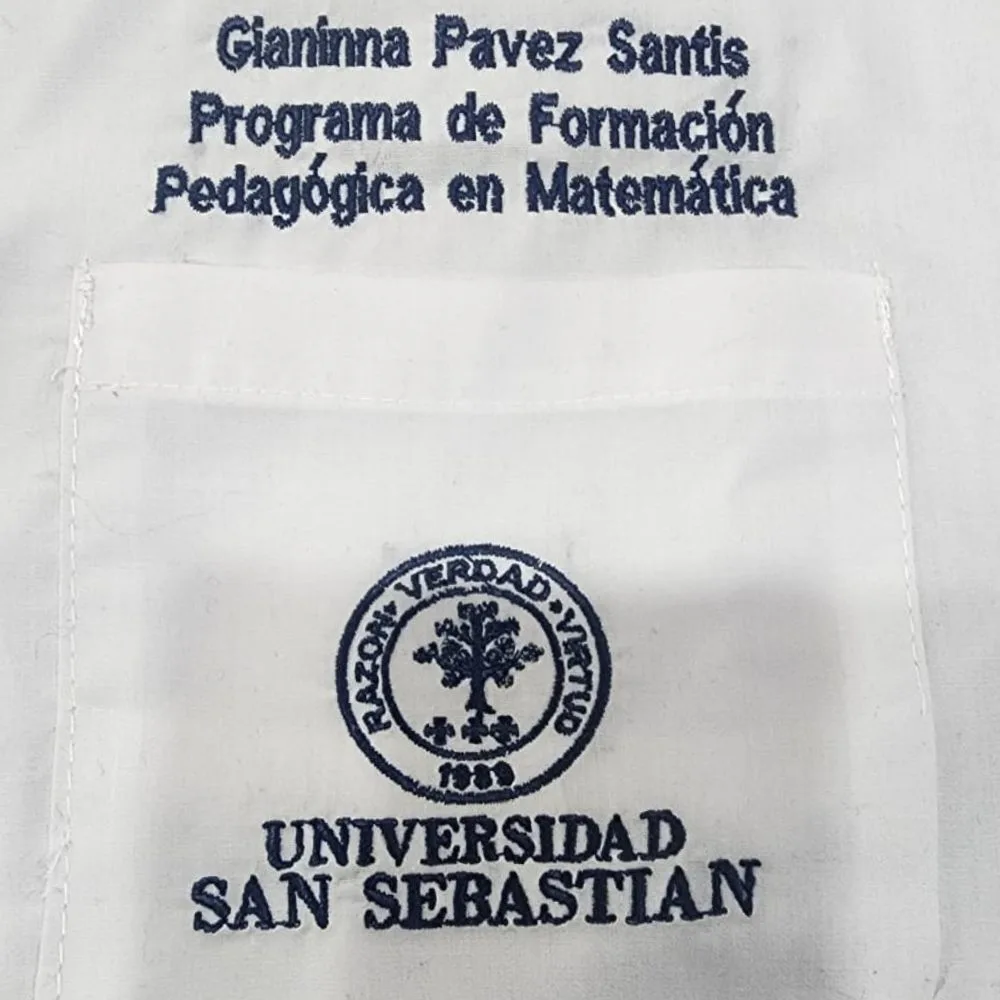 Gianinna Pavez Santis
Programa de Formación
Pedagógica en Matemática
RAZON • VERDAD • VIRTUD
1989
UNIVERSIDAD
SAN SEBASTIAN